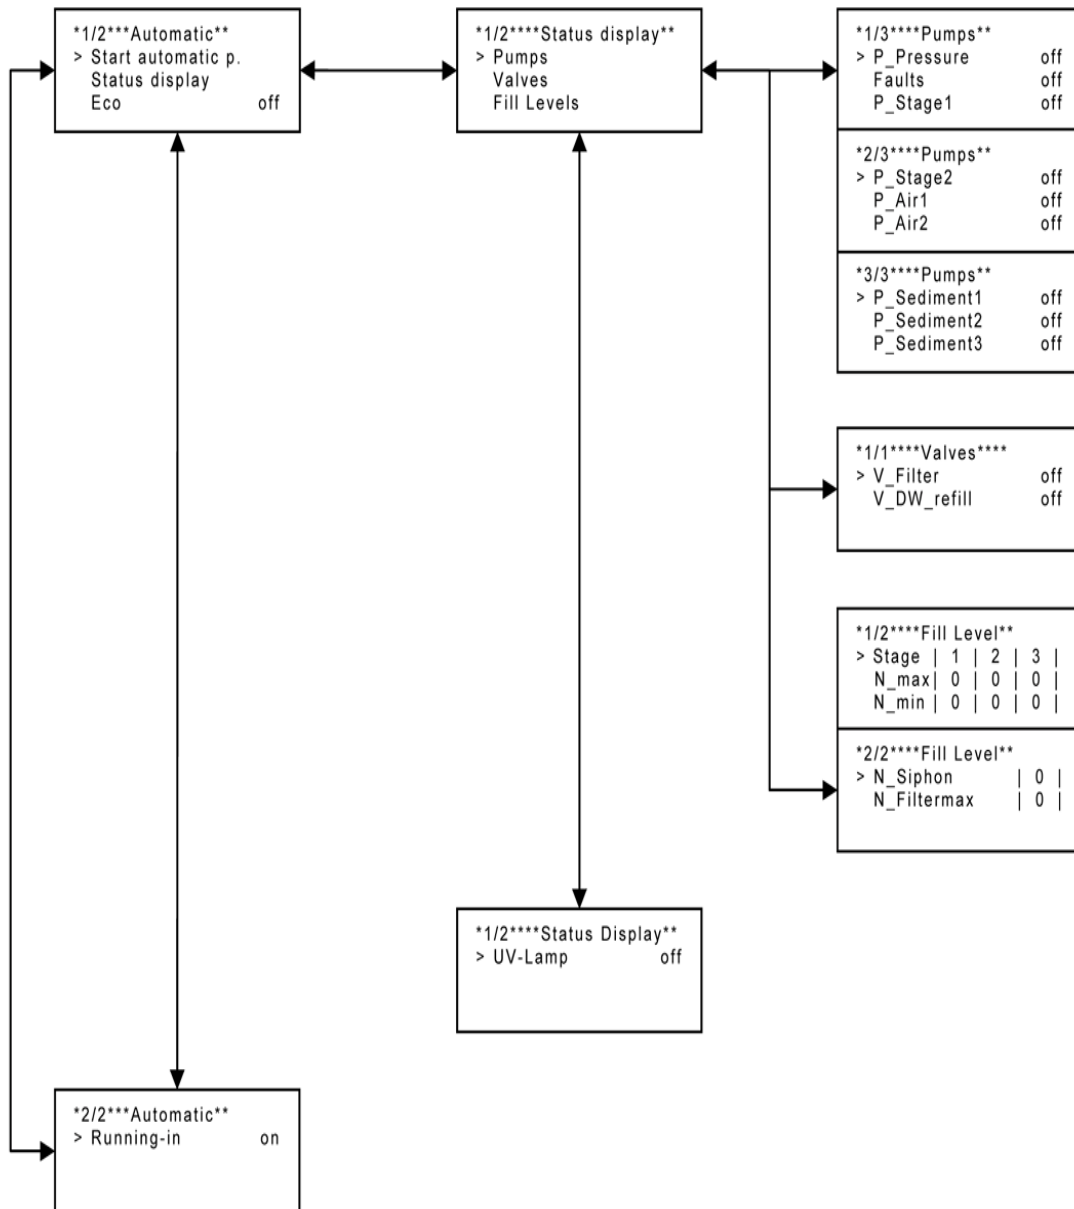 *1/2***Automatic**
> Start automatic p.
Status display
Eco off
*1/2****Status display**
> Pumps
Valves
Fill Levels
*1/3****Pumps**
> P_Pressure off
Faults off
P_Stage1 off
*2/3****Pumps**
> P_Stage2 off
P_Air1 off
P_Air2 off
*3/3****Pumps**
> P_Sediment1 off
P_Sediment2 off
P_Sediment3 off
*1/1****Valves****
> V_Filter off
V_DW_refill off
*1/2****Fill Level**
> Stage | 1 | 2 | 3 |
N_max| 0 | 0 | 0 |
N_min | 0 | 0 | 0 |
*2/2****Fill Level**
> N_Siphon | 0 |
N_Filtermax | 0 |
*1/2****Status Display**
> UV-Lamp off
*2/2***Automatic**
> Running-in on